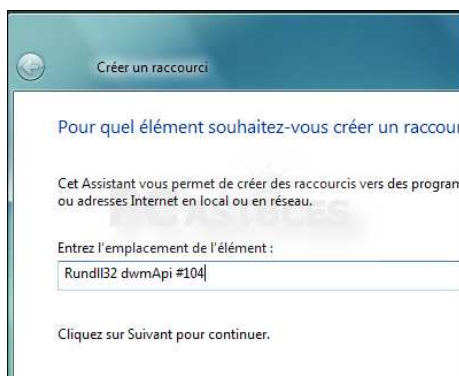 Créer un raccourci
Pour quel élément souhaitez-vous créer un raccour
Cet Assistant vous permet de créer des raccourcis vers des program
ou adresses Internet en local ou en réseau.
ASTUCES
Entrez l'emplacement de l'élément :
Rundll32 dwmApi #104
Cliquez sur Suivant pour continuer.